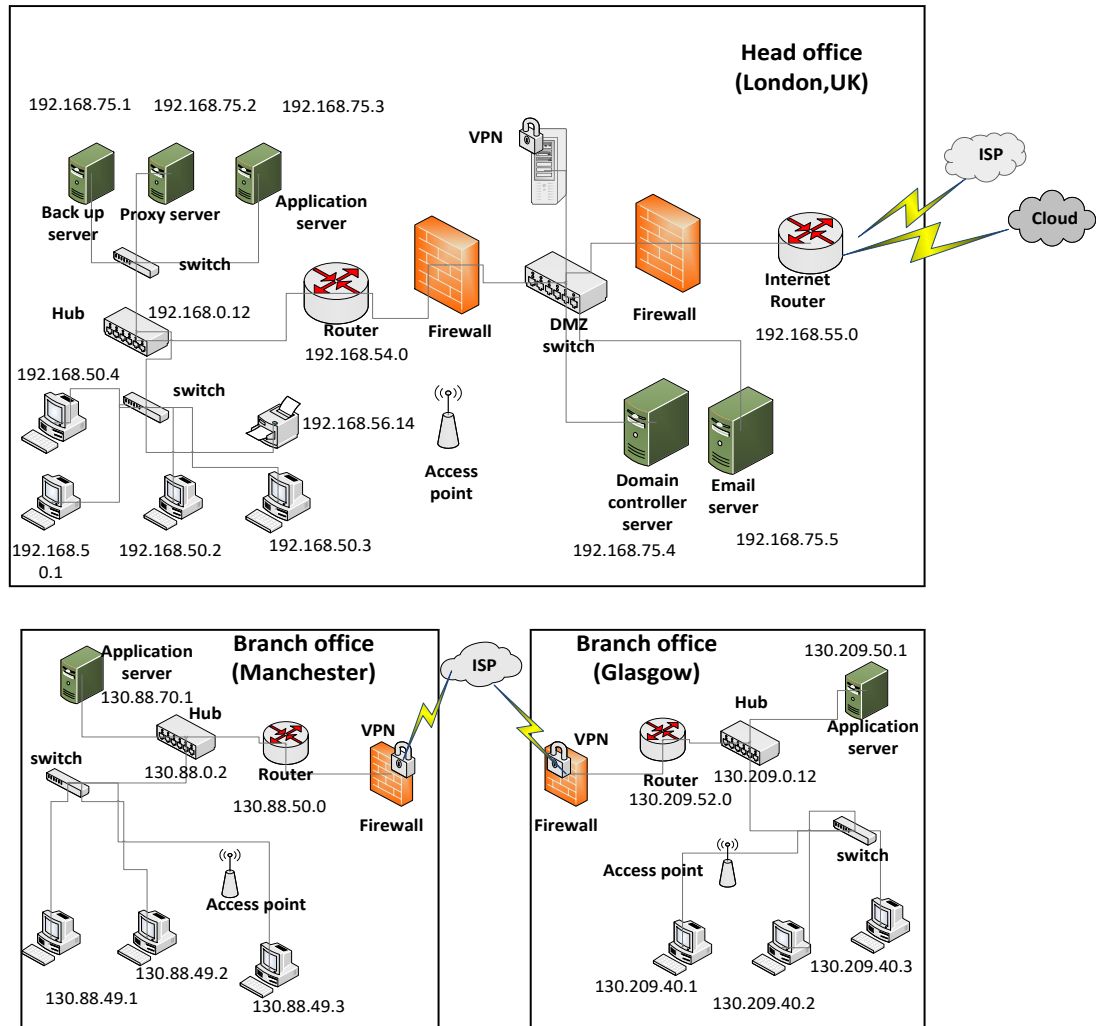 Head office
(London,UK)
192.168.75.1
192.168.75.2
192.168.75.3
VPN
ISP
Cloud
Back up
server
Proxy server
Application
server
switch
Hub
192.168.0.12
Router
192.168.54.0
Firewall
DMZ
switch
Firewall
Internet
Router
192.168.55.0
192.168.50.4
switch
192.168.56.14
Access
point
192.168.5
0.1
192.168.50.2
192.168.50.3
Domain
controller
server
192.168.75.4
Email
server
192.168.75.5
Branch office
(Manchester)
Application
server
130.88.70.1
Hub
130.88.0.2
switch
Router
130.88.50.0
VPN
Firewall
Access point
130.88.49.1
130.88.49.2
130.88.49.3
ISP
Branch office
(Glasgow)
130.209.50.1
Application
server
Hub
130.209.0.12
VPN
Firewall
Router
130.209.52.0
switch
Access point
130.209.40.1
130.209.40.2
130.209.40.3